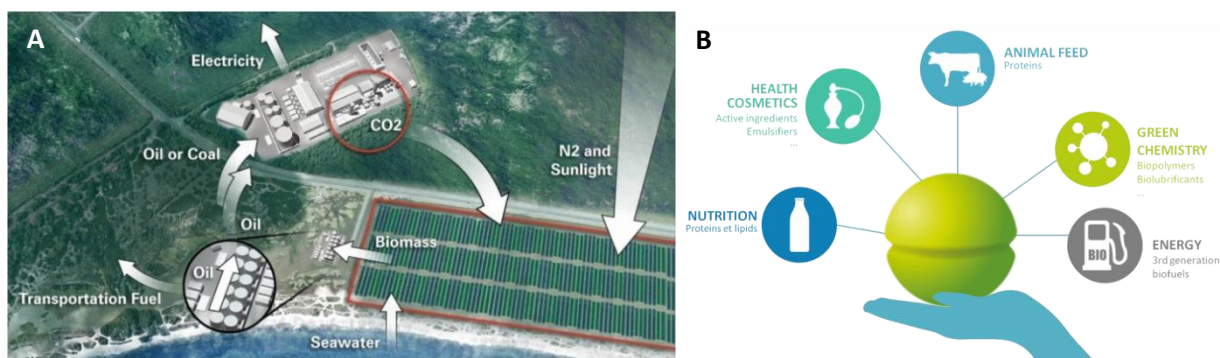 A
Electricity
CO2
Oil or Coal
N2 and
Sunlight
Oil
Biomass
Oil
Transportation Fuel
Seawater
B
ANIMAL FEED
Proteins
HEALTH
COSMETICS
Active ingredients
Emulsifiers
...
GREEN
CHEMISTRY
Biopolymers
Biolubrificants
...
NUTRITION
Proteins et lipids
BIO
ENERGY
3rd generation
biofuels